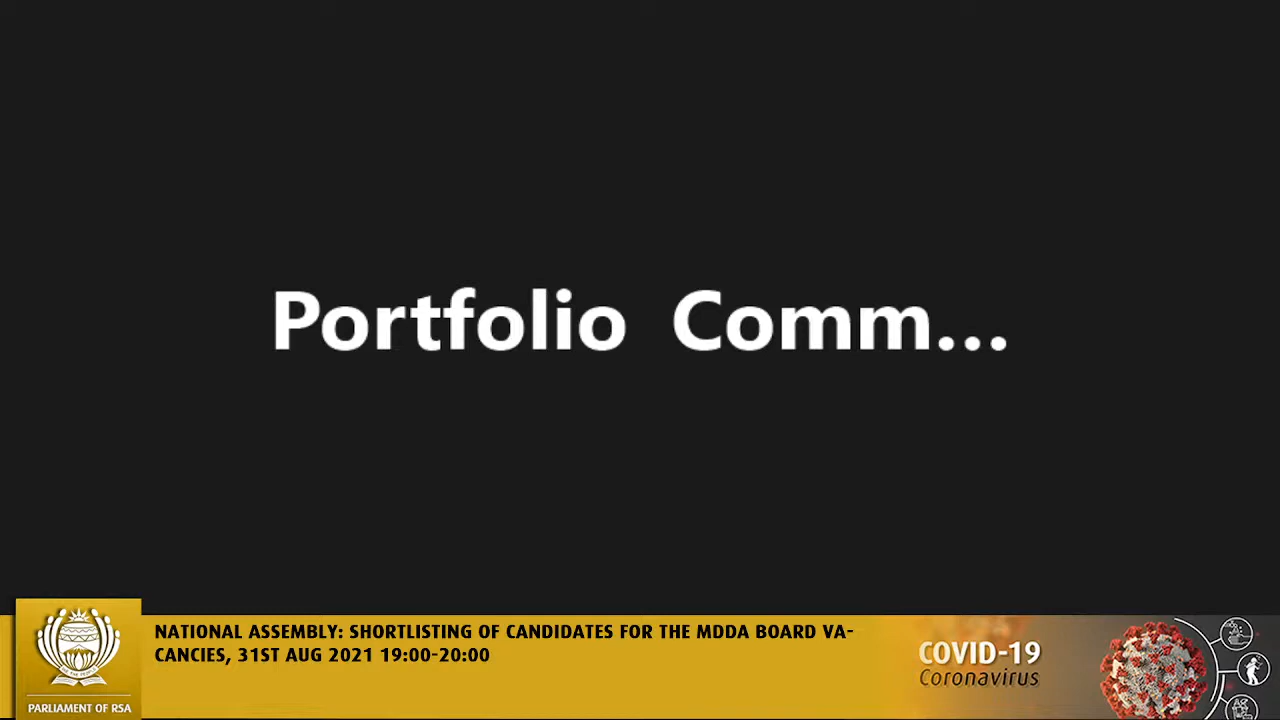 Portfolio Comm...
NATIONAL ASSEMBLY: SHORTLISTING OF CANDIDATES FOR THE MDDA BOARD VA-
CANCIES, 31ST AUG 2021 19:00-20:00
COVID-19
Coronavirus
PARLIAMENT OF RSA